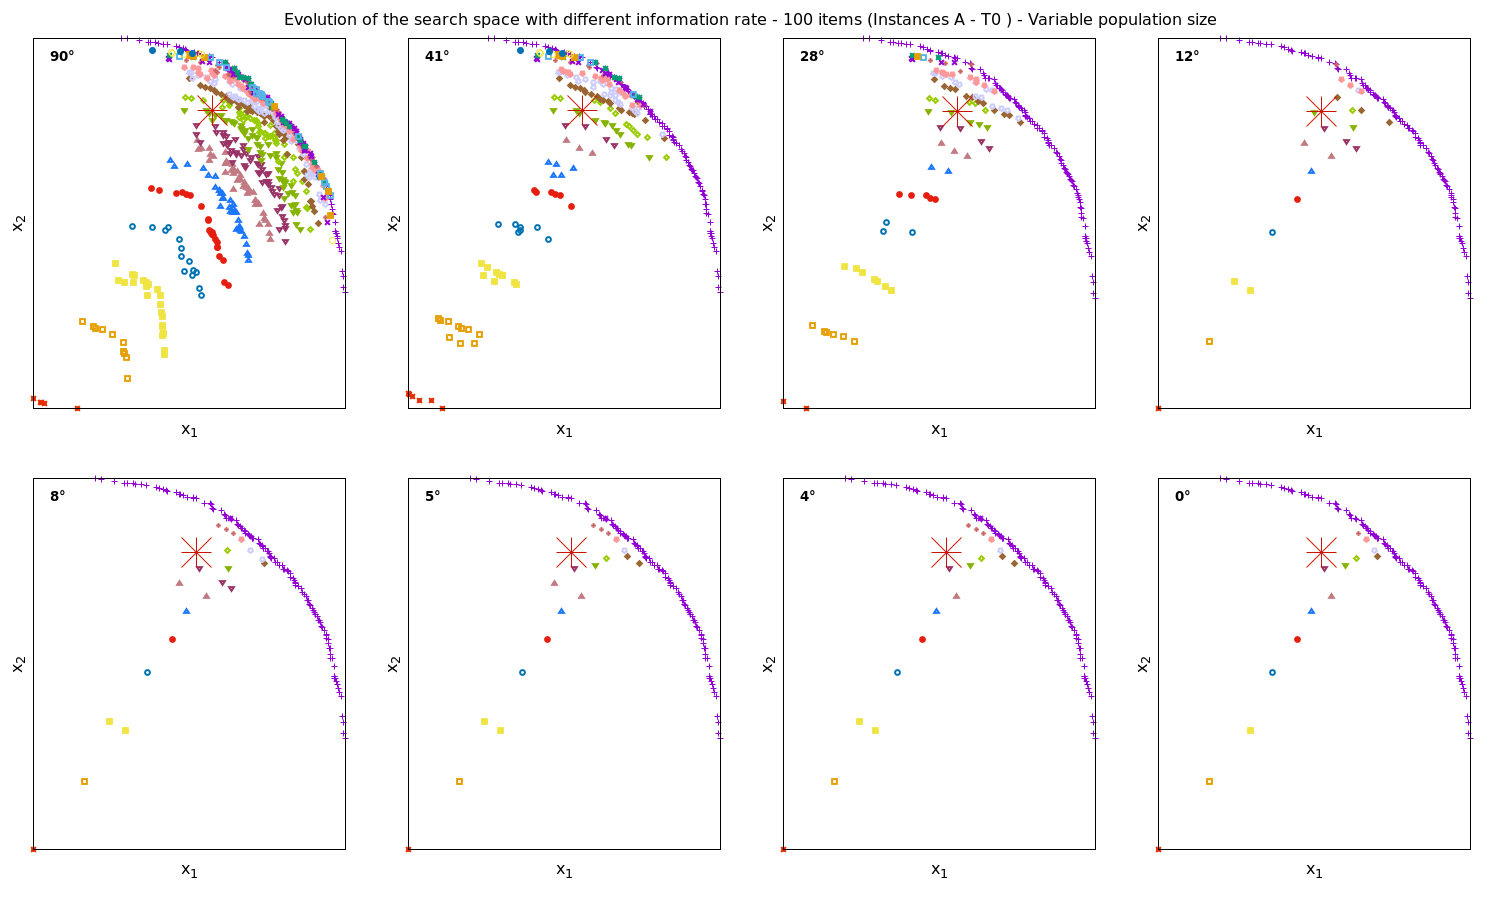 Evolution of the search space with different information rate - 100 items (Instances A - T0 ) - Variable population size
90°
41°
28°
12°
x2
x2
x2
x2
x1
x1
x1
x1
8°
5°
4°
0°
x2
x2
x2
x2
x1
x1
x1
x1